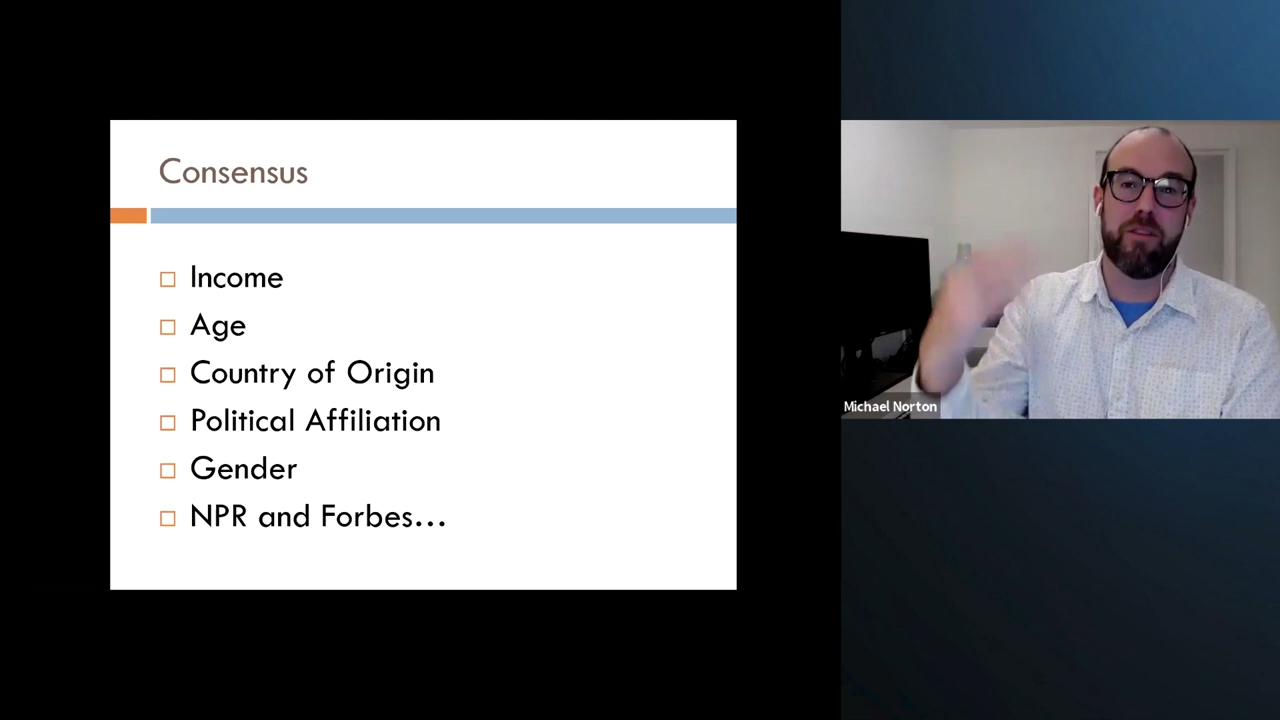 Consensus
Income
Age
Country of Origin
Political Affiliation
Gender
NPR and Forbes...
Michael Norton